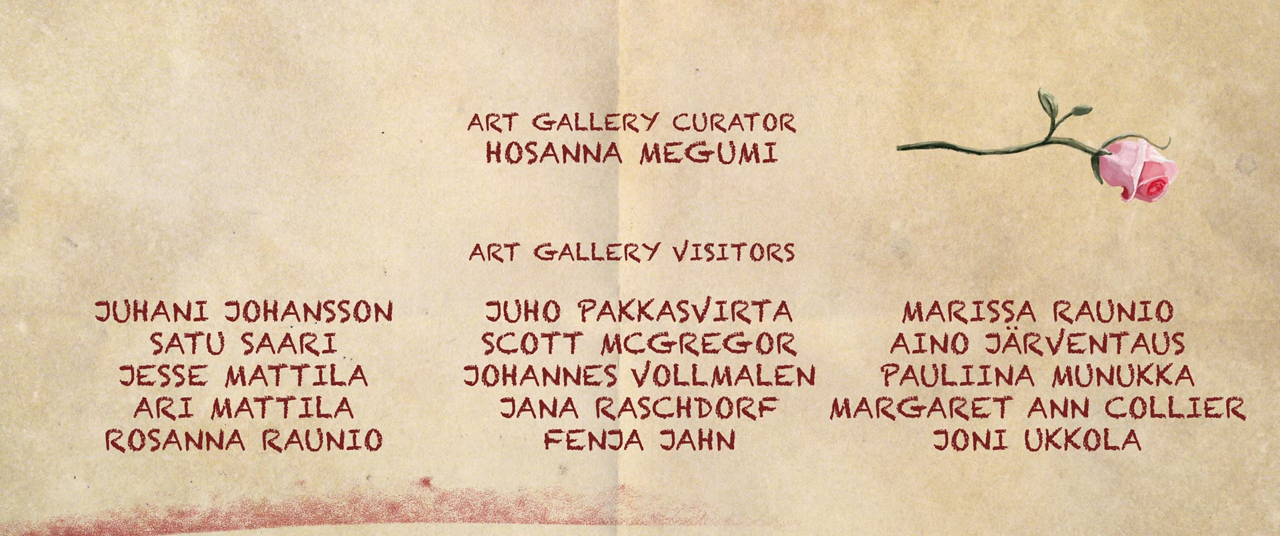 ART GALLERY CURATOR
HOSANNA MEGUMI
ART GALLERY VISITORS
JUHANI JOHANSSON
SATU SAARI
JESSE MATTILA
ARI MATTILA
ROSANNA RAUNIO
JUHO PAKKASVIRTA
SCOTT MCGREGOR
JOHANNES VOLLMALEN
JANA RASCHDORF
FENJA JAHN
MARISSA RAUNIO
AINO JÄRVENTAUS
PAULIINA MUNUKKA
MARGARET ANN COLLIER
JONI UKKOLA